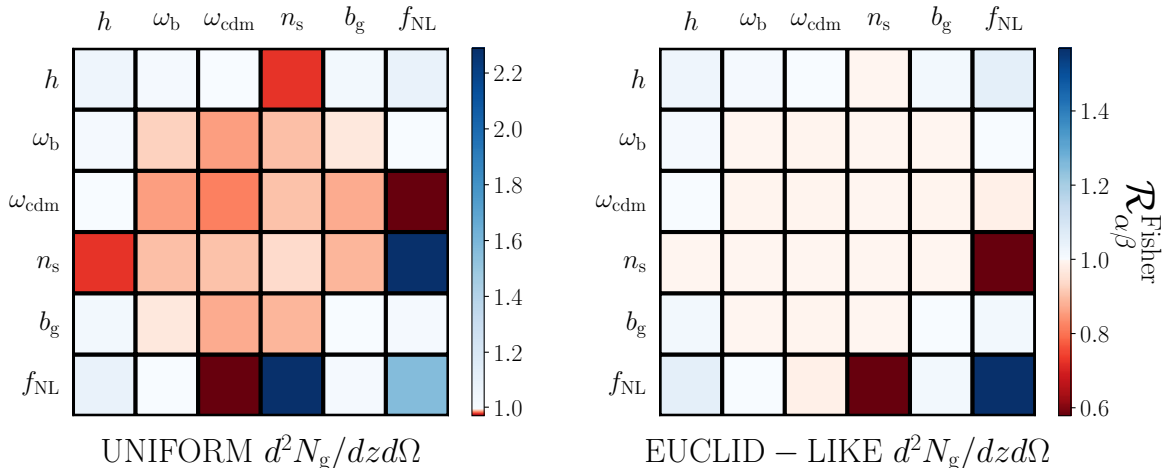 h ω_b ω_cdm n_s b_g f_NL
h
ω_b
ω_cdm
n_s
b_g
f_NL
2.2
2.0
1.8
1.6
1.4
1.2
1.0
UNIFORM d²N_g/dzdΩ
h ω_b ω_cdm n_s b_g f_NL
h
ω_b
ω_cdm
n_s
b_g
f_NL
1.4
1.2
1.0
0.8
0.6
𝓡_αβ^Fisher
EUCLID − LIKE d²N_g/dzdΩ